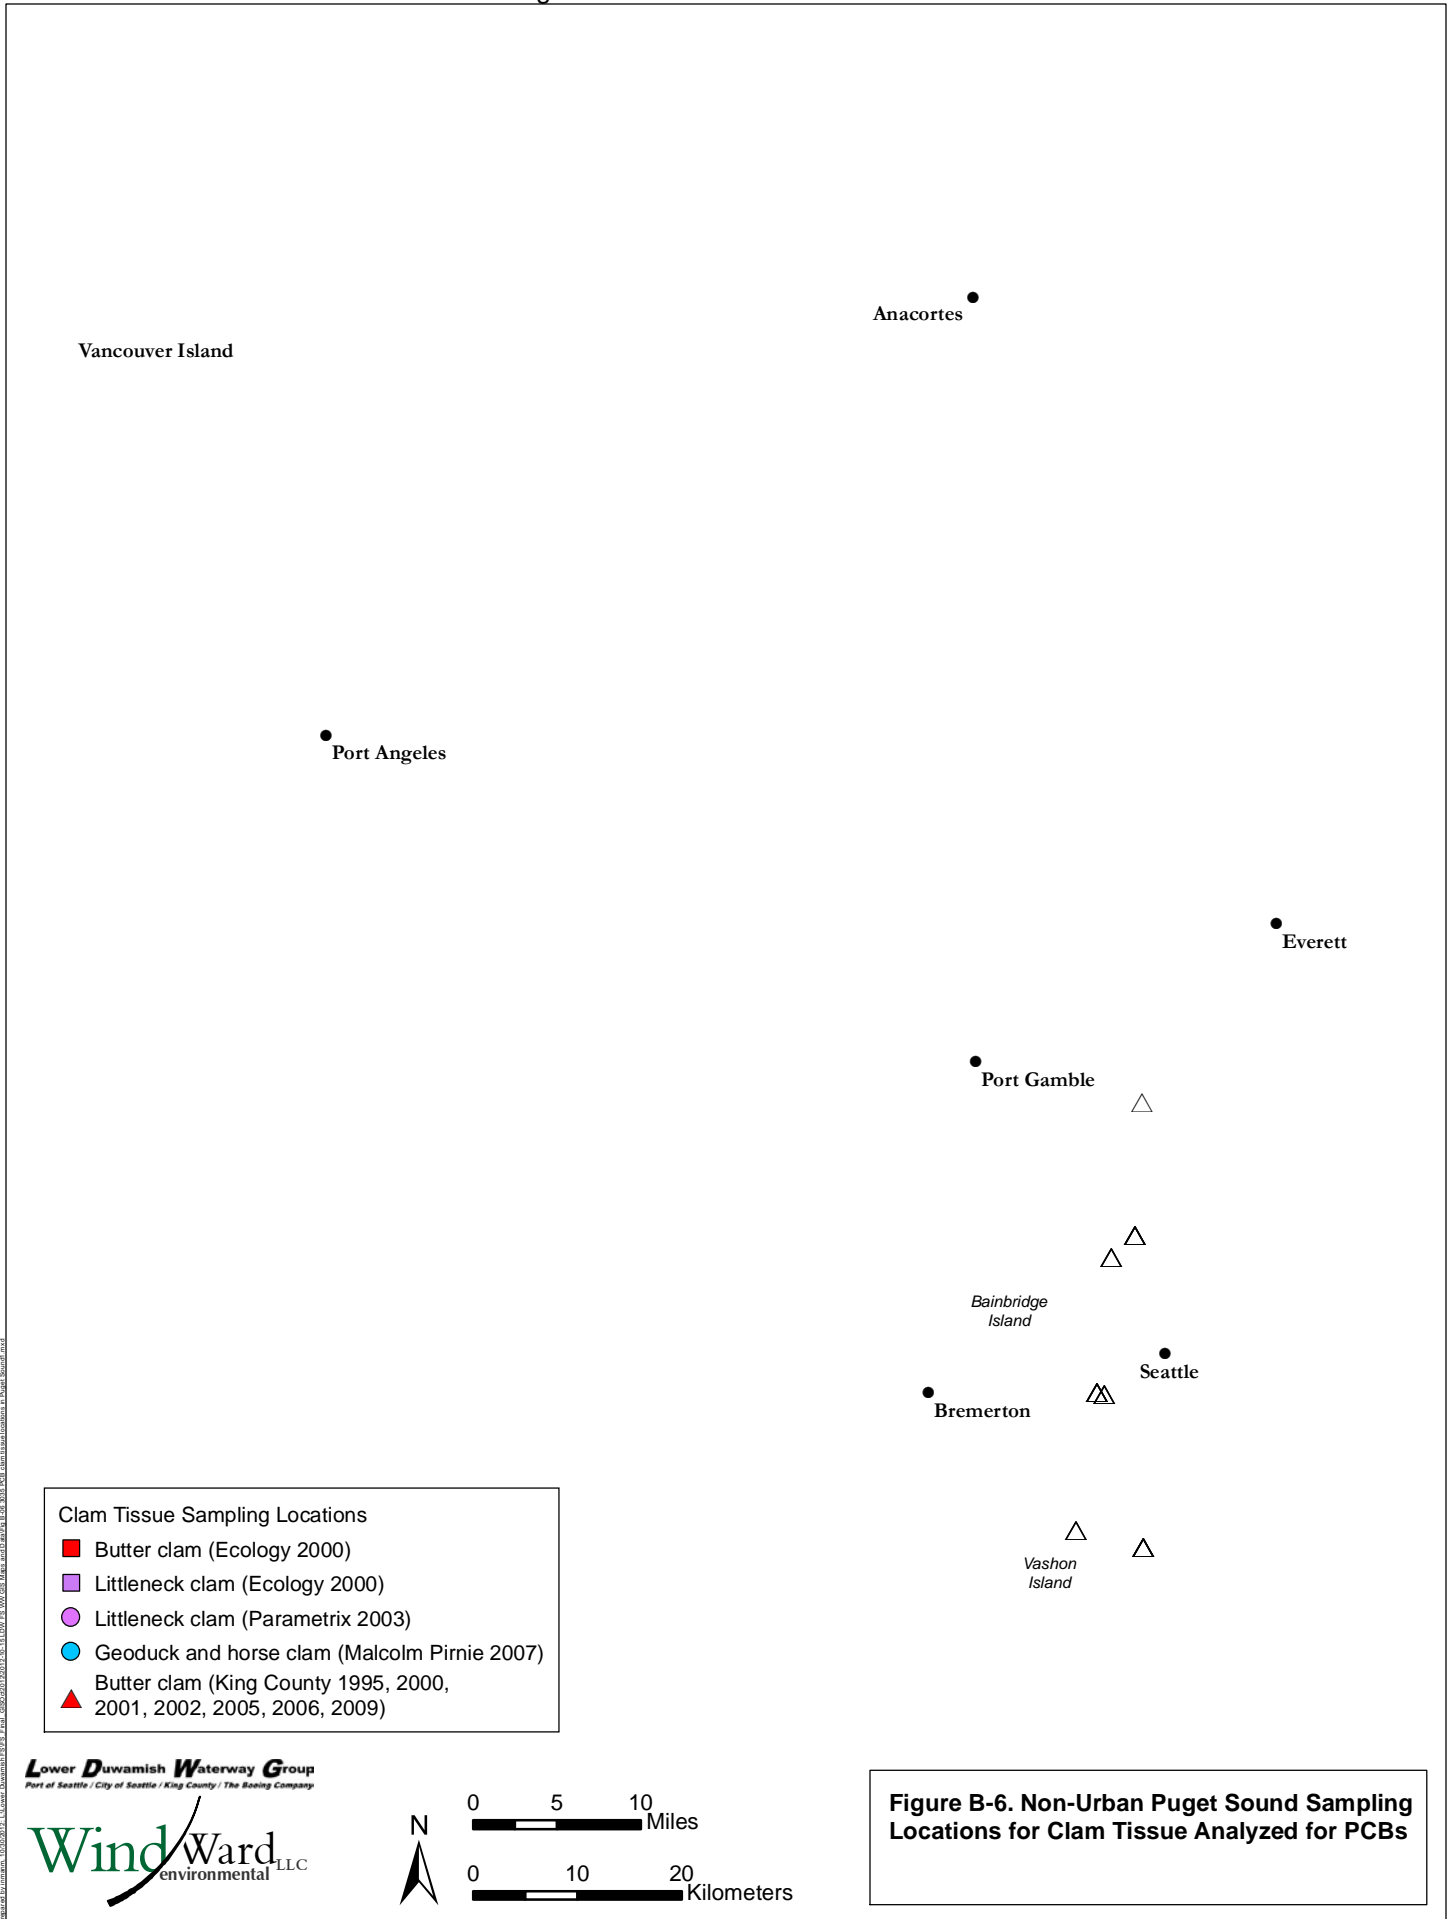 Anacortes
Vancouver Island
Port Angeles
Everett
Port Gamble
Bainbridge
Island
Seattle
Bremerton
Vashon
Island
Clam Tissue Sampling Locations
Butter clam (Ecology 2000)
Littleneck clam (Ecology 2000)
Littleneck clam (Parametrix 2003)
Geoduck and horse clam (Malcolm Pirnie 2007)
Butter clam (King County 1995, 2000,
2001, 2002, 2005, 2006, 2009)
Lower Duwamish Waterway Group
Port of Seattle / City of Seattle / King County / The Boeing Company
Wind Ward LLC
environmental
N
0 5 10
Miles
0 10 20
Kilometers
Figure B-6. Non-Urban Puget Sound Sampling
Locations for Clam Tissue Analyzed for PCBs